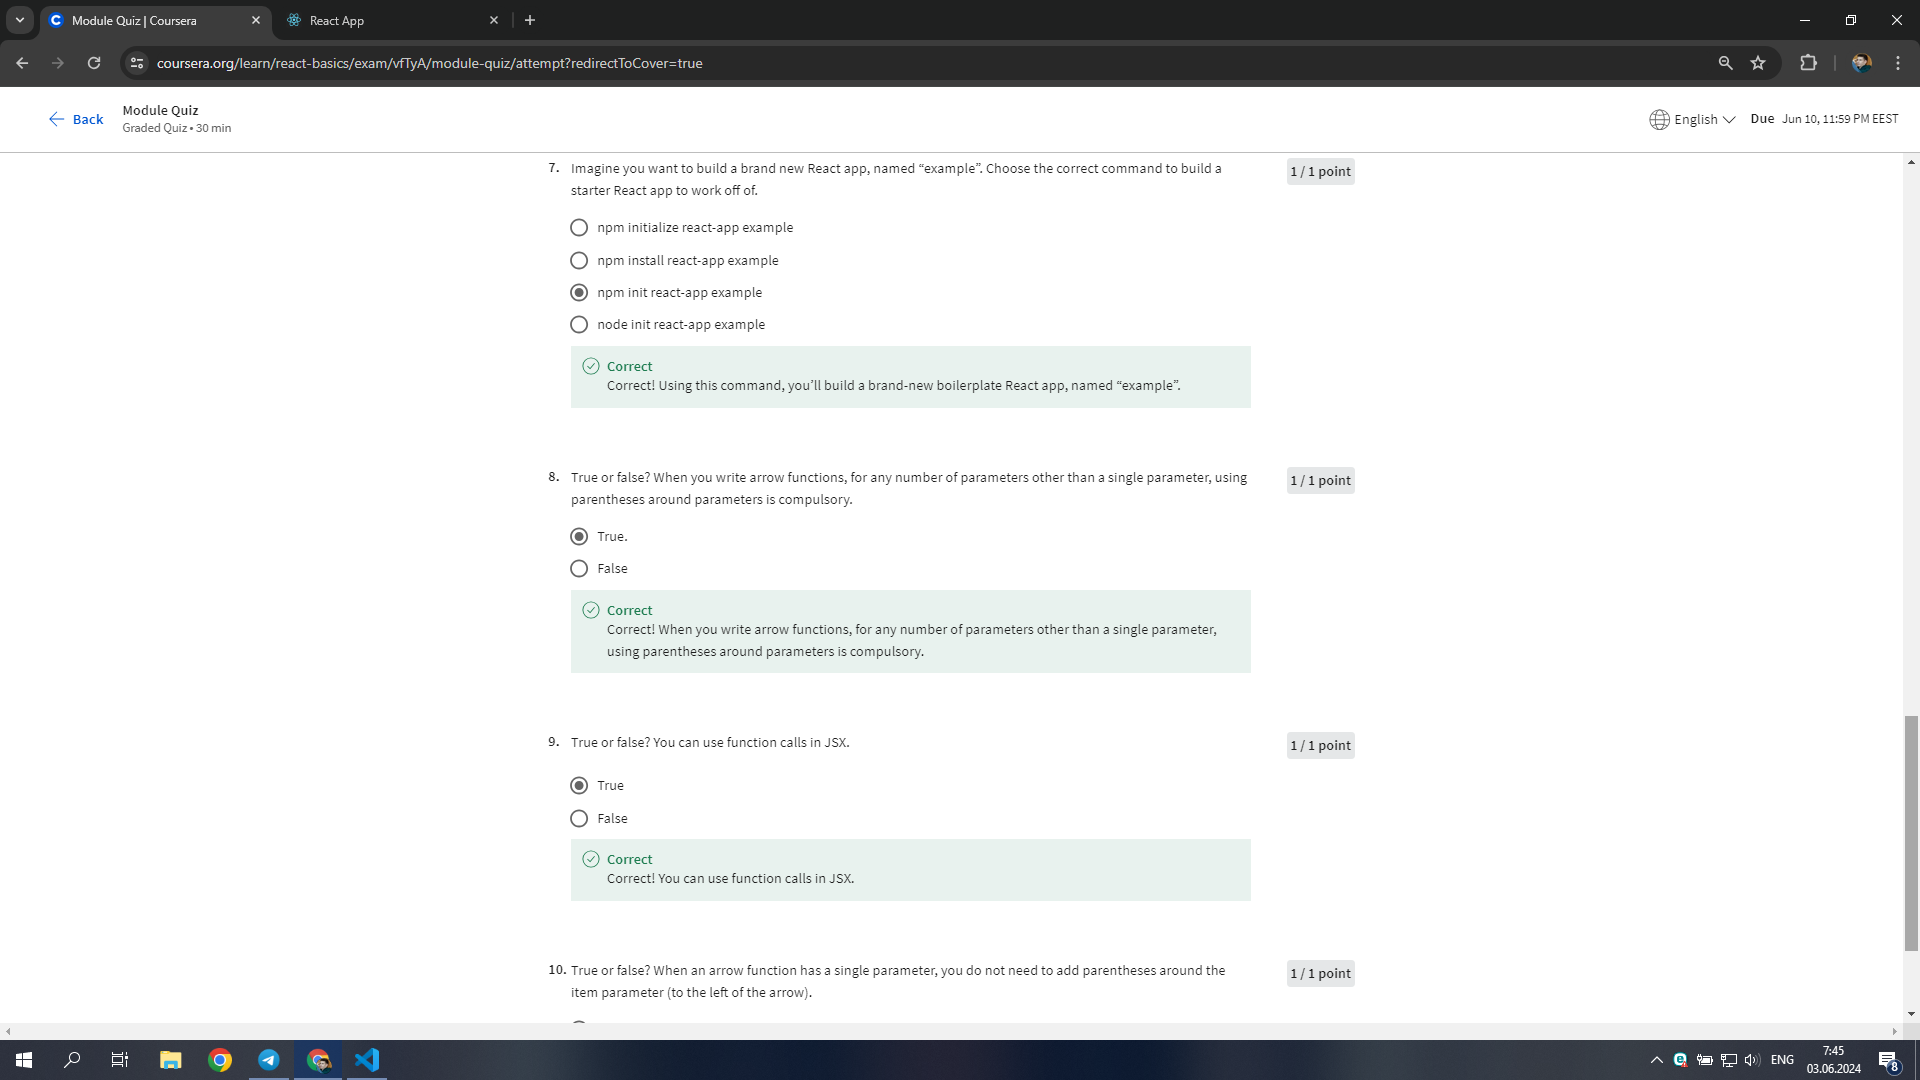 Module Quiz | Coursera
React App
coursera.org/learn/react-basics/exam/vfTyA/module-quiz/attempt?redirectToCover=true
Back
Module Quiz
Graded Quiz • 30 min
English
Due Jun 10, 11:59 PM EEST
7. Imagine you want to build a brand new React app, named “example”. Choose the correct command to build a
starter React app to work off of.
1 / 1 point
npm initialize react-app example
npm install react-app example
npm init react-app example
node init react-app example
Correct
Correct! Using this command, you’ll build a brand-new boilerplate React app, named “example”.
8. True or false? When you write arrow functions, for any number of parameters other than a single parameter, using
parentheses around parameters is compulsory.
1 / 1 point
True.
False
Correct
Correct! When you write arrow functions, for any number of parameters other than a single parameter,
using parentheses around parameters is compulsory.
9. True or false? You can use function calls in JSX.
1 / 1 point
True
False
Correct
Correct! You can use function calls in JSX.
10. True or false? When an arrow function has a single parameter, you do not need to add parentheses around the
item parameter (to the left of the arrow).
1 / 1 point
ENG
7:45
03.06.2024
8